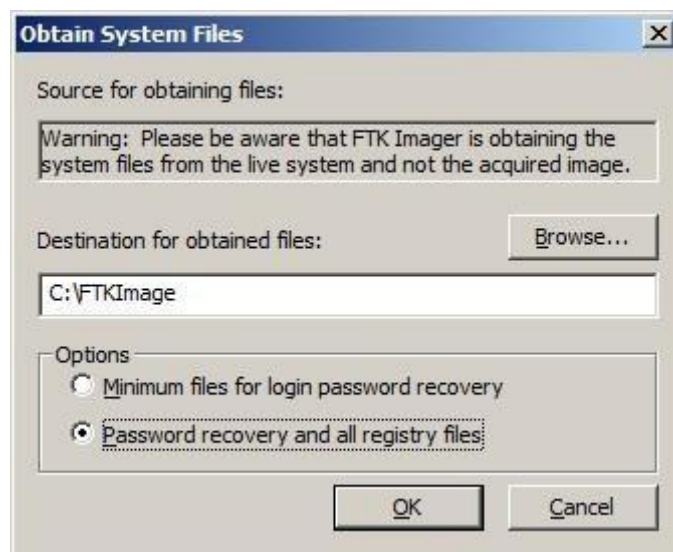 Obtain System Files
Source for obtaining files:
Warning: Please be aware that FTK Imager is obtaining the
system files from the live system and not the acquired image.
Destination for obtained files:
Browse...
C:\FTKImage
Options
Minimum files for login password recovery
Password recovery and all registry files
OK
Cancel